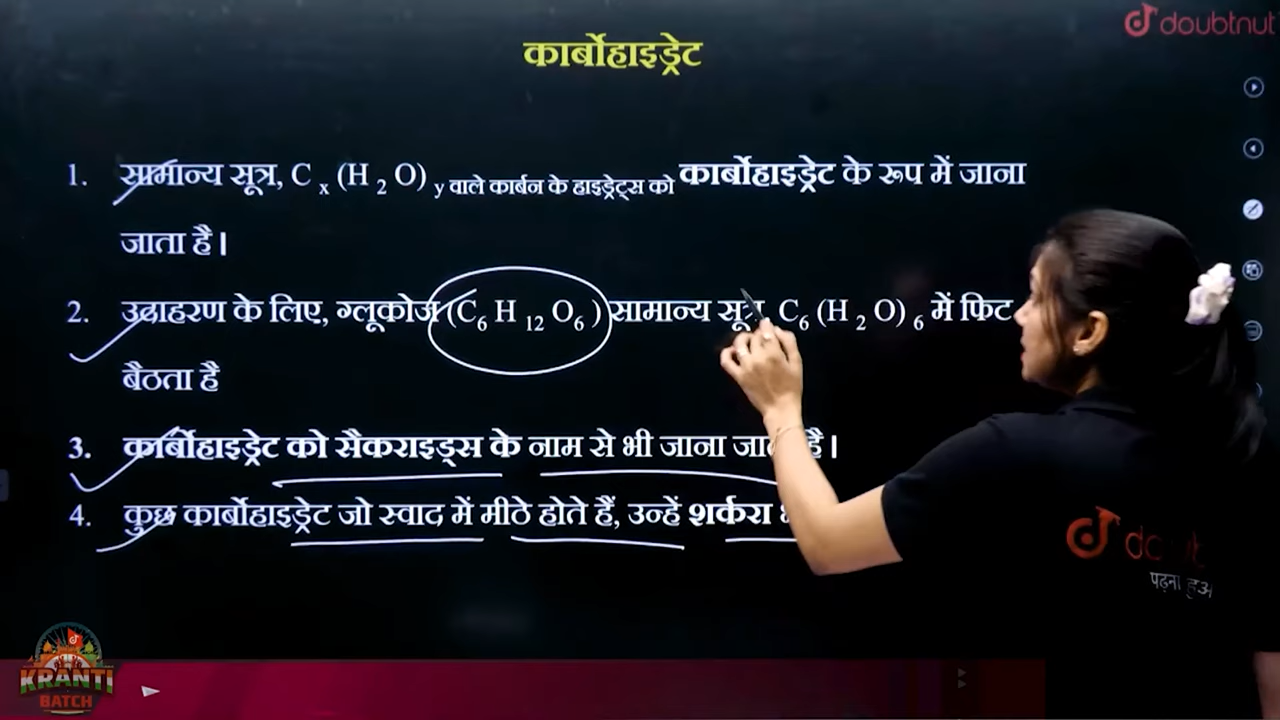 doubtnut
कार्बोहाइड्रेट
1. सामान्य सूत्र, C x (H 2 O) y वाले कार्बन के हाइड्रेट्स को कार्बोहाइड्रेट के रूप में जाना
जाता है।
2. उदाहरण के लिए, ग्लूकोज (C6 H 12 O6 ) सामान्य सूत्र, C6 (H 2 O) 6 में फिट
बैठता है
3. कार्बोहाइड्रेट को सैकराइड्स के नाम से भी जाना है।
4. कुछ कार्बोहाइड्रेट जो स्वाद में मीठे होते हैं, उन्हें शर्करा
पढ़ना
KRANTI
BATCH